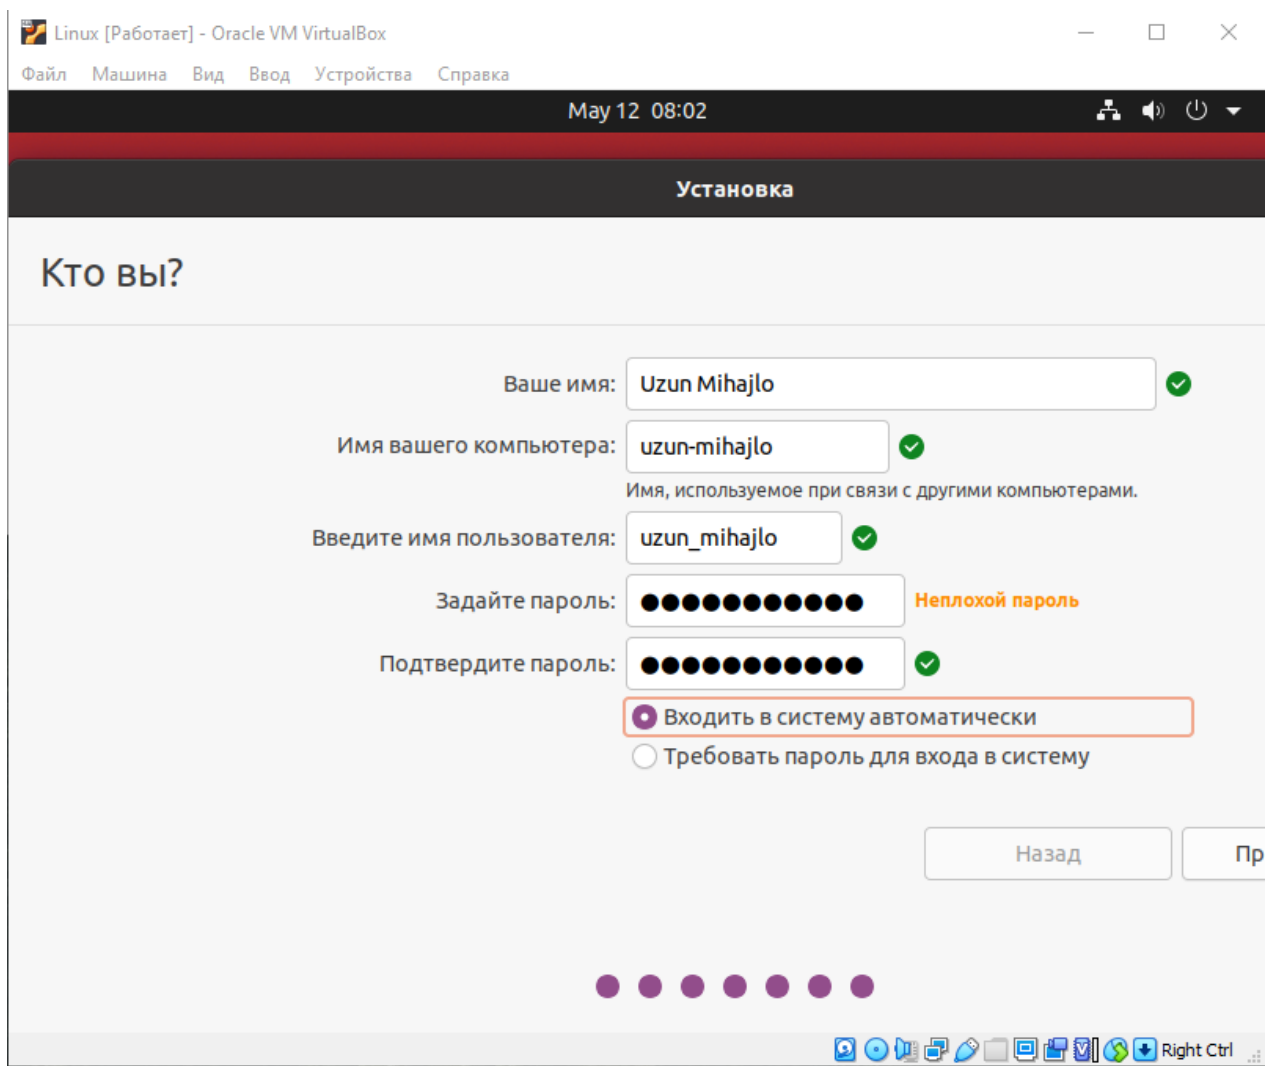 Linux [Работает] - Oracle VM VirtualBox
Файл Машина Вид Ввод Устройства Справка
May 12 08:02
Установка
Кто вы?
Ваше имя: Uzun Mihajlo
Имя вашего компьютера: uzun-mihajlo
Имя, используемое при связи с другими компьютерами.
Введите имя пользователя: uzun_mihajlo
Задайте пароль: ●●●●●●●●●●● Неплохой пароль
Подтвердите пароль: ●●●●●●●●●●●
Входить в систему автоматически
Требовать пароль для входа в систему
Назад Пр
Right Ctrl